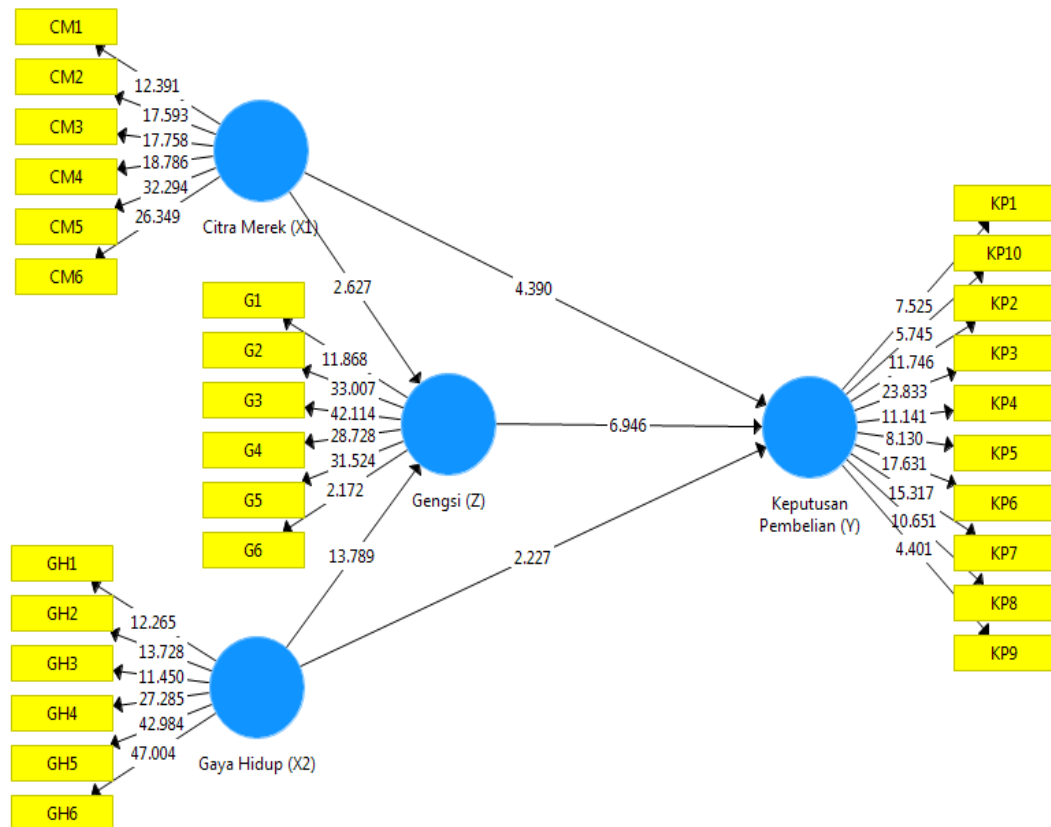 CM1
CM2
CM3
CM4
CM5
CM6
12.391
17.593
17.758
18.786
32.294
26.349
Citra Merek (X1)
2.627
4.390
G1
G2
G3
G4
G5
G6
11.868
33.007
42.114
28.728
31.524
2.172
Gengsi (Z)
6.946
13.789
2.227
GH1
GH2
GH3
GH4
GH5
GH6
12.265
13.728
11.450
27.285
42.984
47.004
Gaya Hidup (X2)
Keputusan
Pembelian (Y)
7.525
5.745
11.746
23.833
11.141
8.130
17.631
15.317
10.651
4.401
KP1
KP10
KP2
KP3
KP4
KP5
KP6
KP7
KP8
KP9